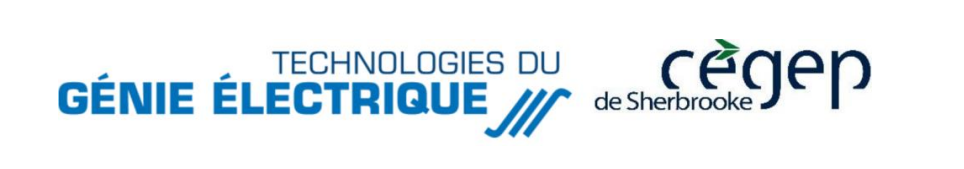 TECHNOLOGIES DU
GÉNIE ÉLECTRIQUE
cégep
de Sherbrooke